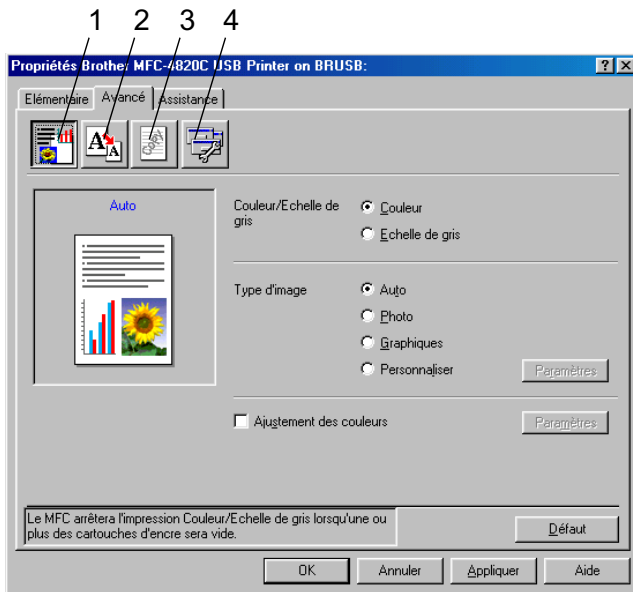 1 2 3 4
Propriétés Brother MFC-4820C USB Printer on BRUSB:
Elémentaire Avancé Assistance
A A Copy
Auto
Couleur/Echelle de gris
Couleur
Echelle de gris
Type d'image
Auto
Photo
Graphiques
Personnaliser
Paramètres
Ajustement des couleurs
Paramètres
Le MFC arrêtera l'impression Couleur/Echelle de gris lorsqu'une ou
plus des cartouches d'encre sera vide.
Défaut
OK Annuler Appliquer Aide